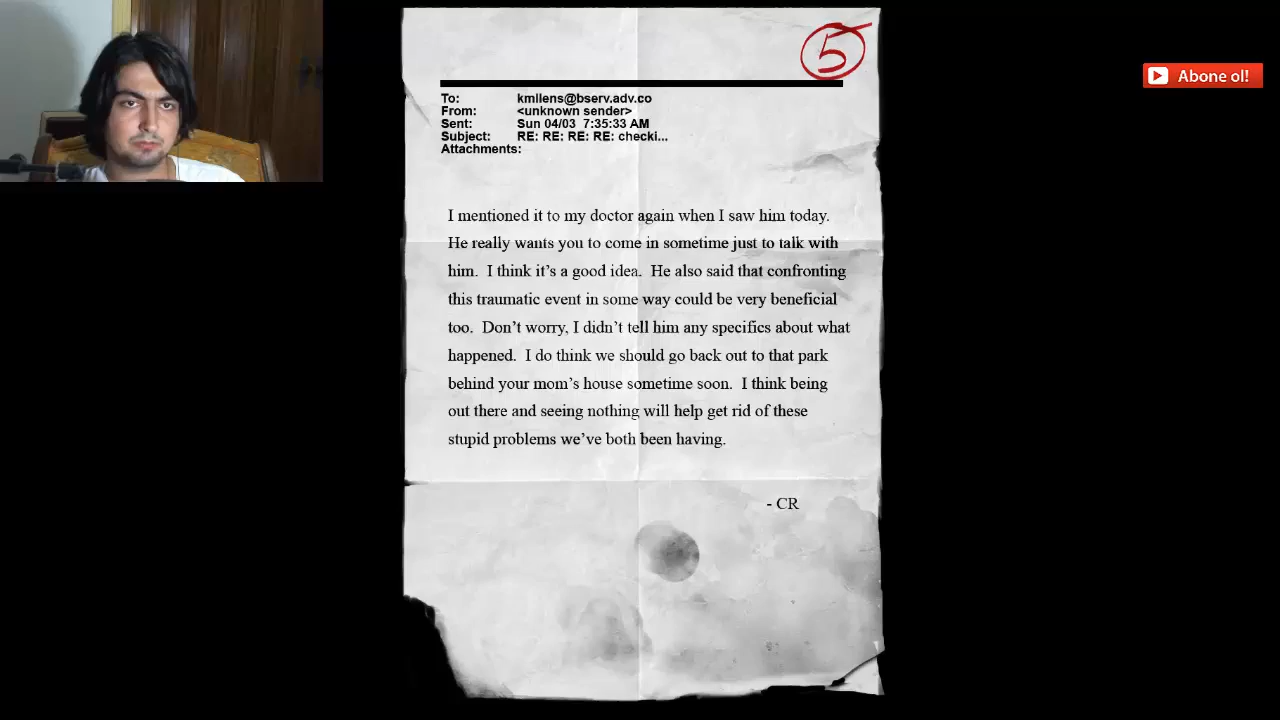 5
Abone ol!
To: kmllens@bserv.adv.co
From: <unknown sender>
Sent: Sun 04/03 7:35:33 AM
Subject: RE: RE: RE: RE: checki...
Attachments:
I mentioned it to my doctor again when I saw him today.
He really wants you to come in sometime just to talk with
him. I think it's a good idea. He also said that confronting
this traumatic event in some way could be very beneficial
too. Don't worry, I didn't tell him any specifics about what
happened. I do think we should go back out to that park
behind your mom's house sometime soon. I think being
out there and seeing nothing will help get rid of these
stupid problems we've both been having.
- CR